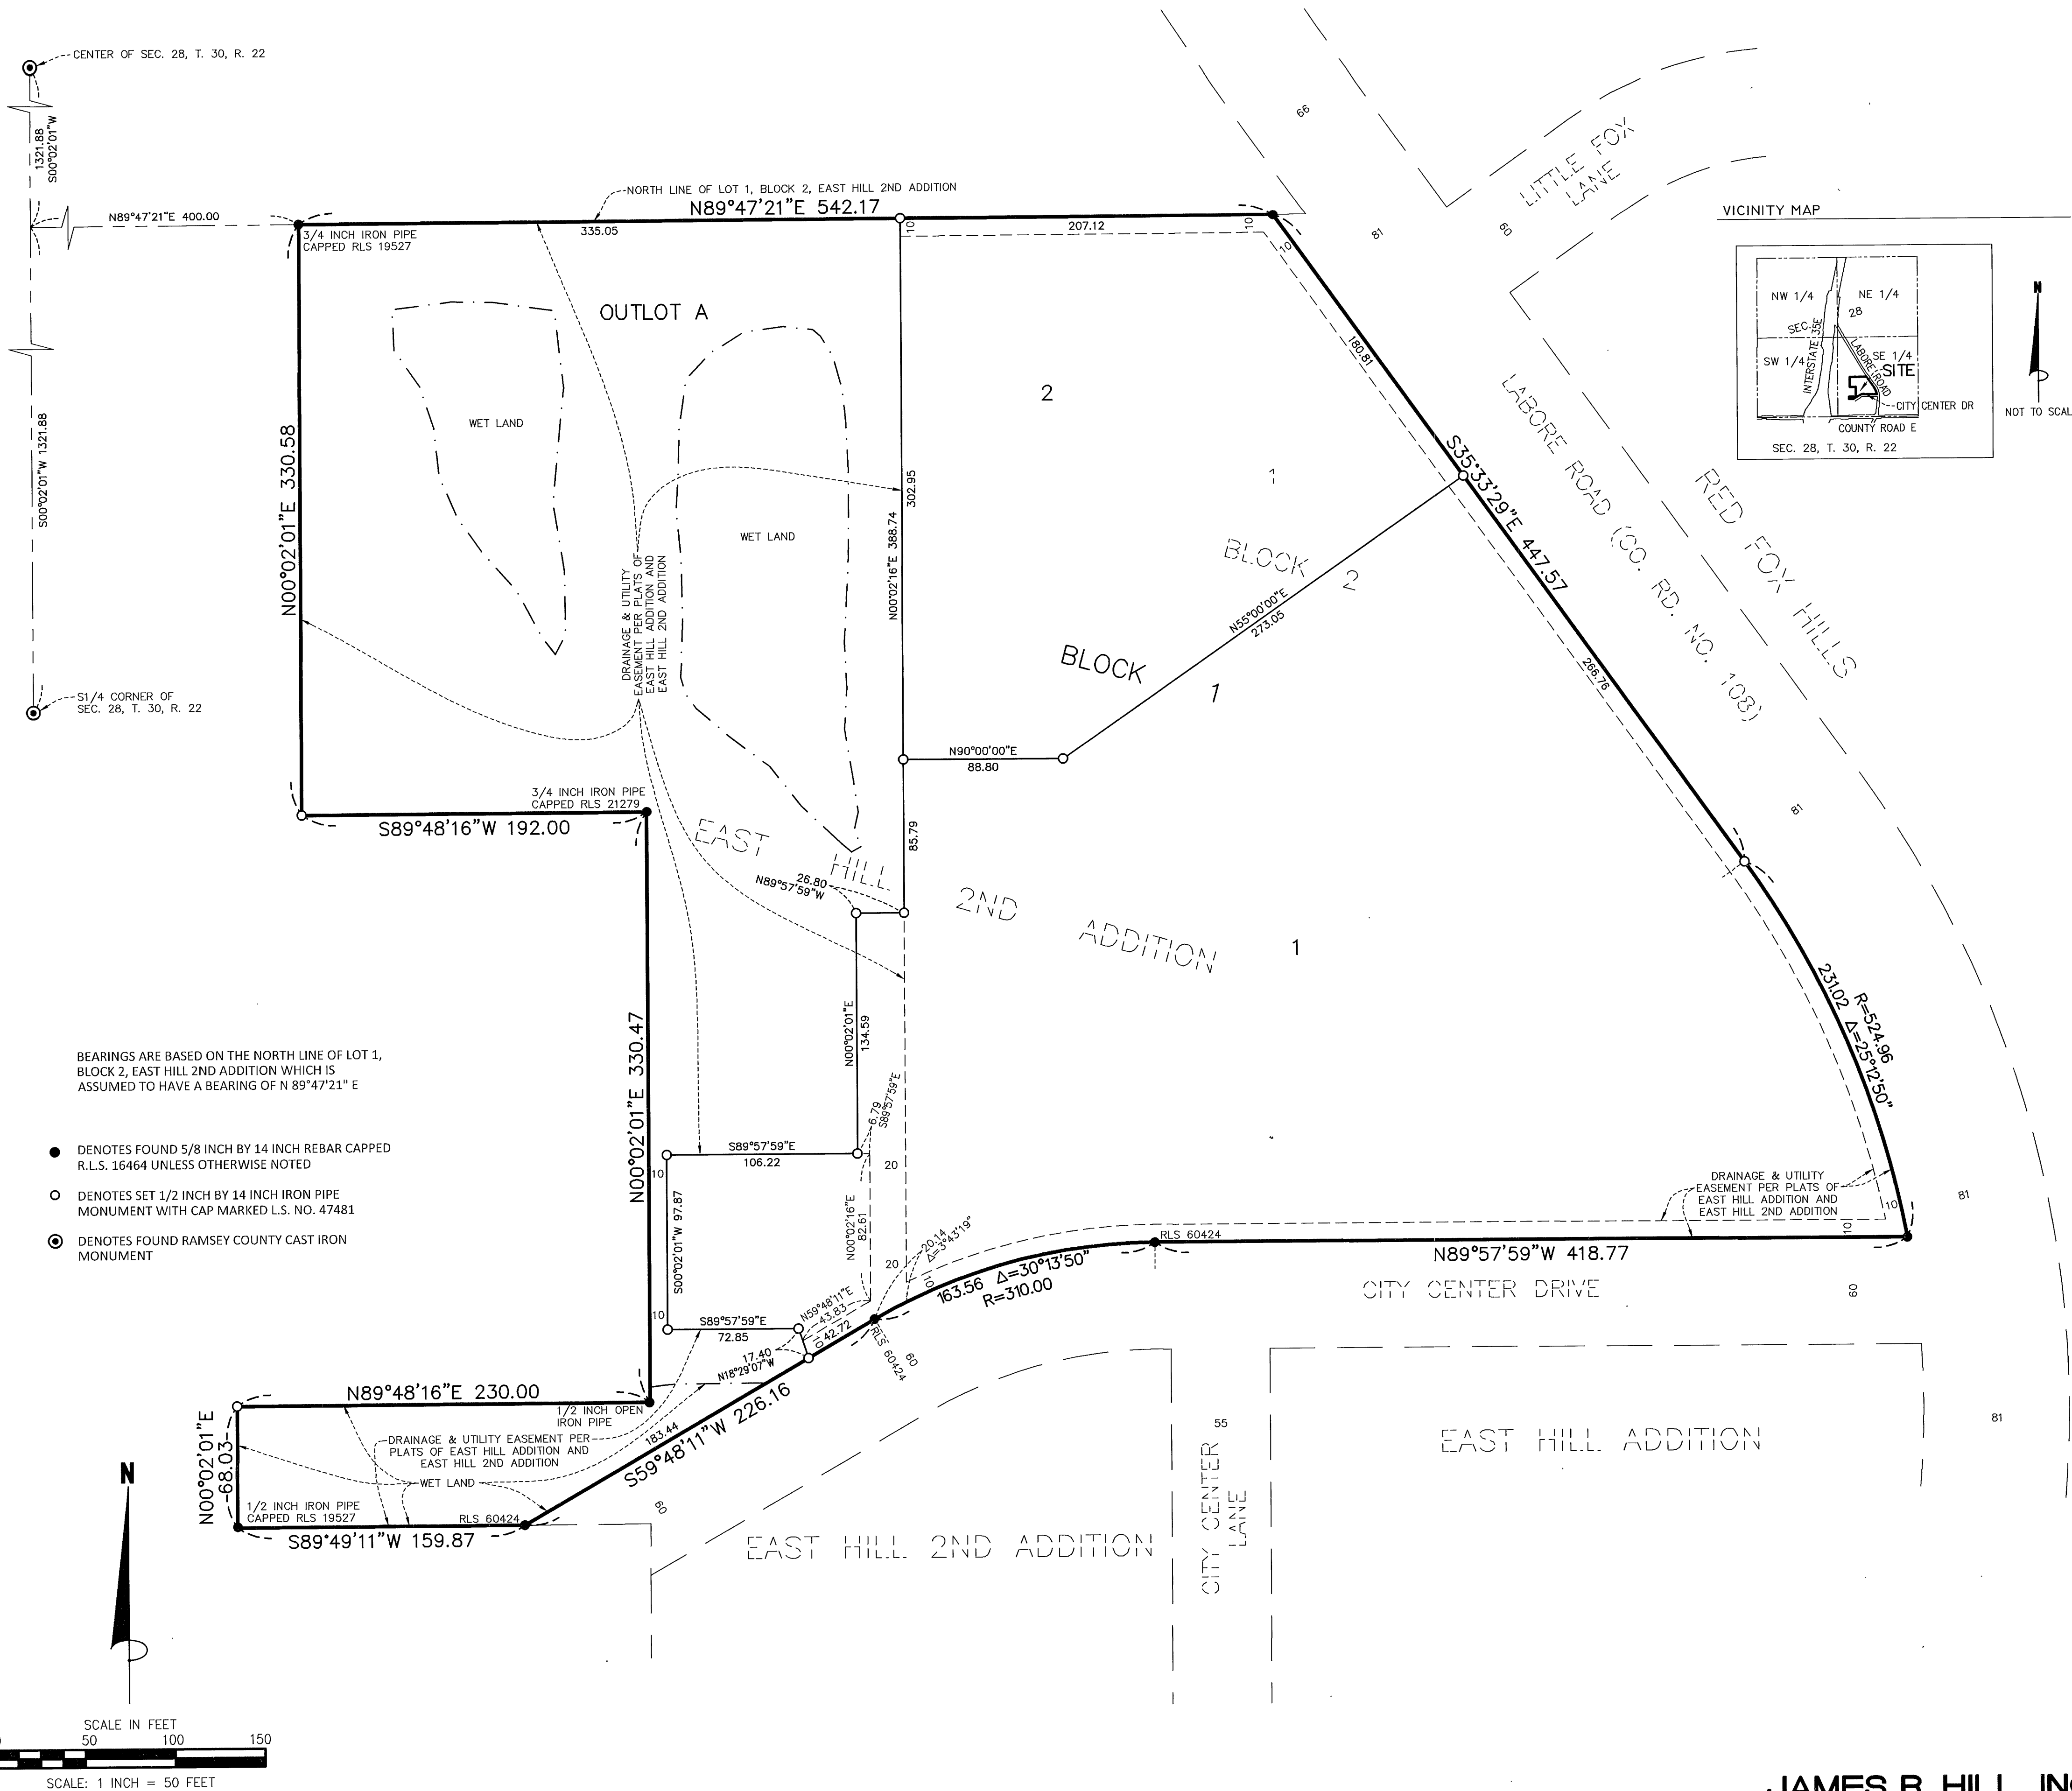 CENTER OF SEC. 28, T. 30, R. 22
1321.88
S00°02'01"W
N89°47'21"E 400.00
S00°02'01"W 1321.88
S1/4 CORNER OF
SEC. 28, T. 30, R. 22
NORTH LINE OF LOT 1, BLOCK 2, EAST HILL 2ND ADDITION
N89°47'21"E 542.17
335.05
10
207.12
10
10
3/4 INCH IRON PIPE
CAPPED RLS 19527
OUTLOT A
WET LAND
WET LAND
N00°02'01"E 330.58
DRAINAGE & UTILITY
EASEMENT PER PLATS OF
EAST HILL ADDITION AND
EAST HILL 2ND ADDITION
302.95
N00°02'16"E 388.74
2
1
BLOCK 2
BLOCK
1
N55°00'00"E
273.05
N90°00'00"E
88.80
85.79
180.81
S35°33'29"E 447.57
266.76
66
81
60
LITTLE FOX
LANE
LABORE ROAD (CO. RD. NO. 108)
RED FOX HILLS
81
VICINITY MAP
NW 1/4
NE 1/4
SEC. 28
SW 1/4
SE 1/4
INTERSTATE 35E
LABORE ROAD
SITE
CITY CENTER DR
COUNTY ROAD E
SEC. 28, T. 30, R. 22
N
NOT TO SCAL
3/4 INCH IRON PIPE
CAPPED RLS 21279
S89°48'16"W 192.00
EAST HILL 2ND ADDITION
26.80
N89°57'59"W
1
N00°02'01"E
134.59
N00°02'01"E 330.47
6.79
S89°57'59"E
S89°57'59"E
106.22
10
20
S00°02'01"W 97.87
N00°02'16"E
82.61
10
20
20.14
Δ=3°43'19"
10
S89°57'59"E
72.85
N59°48'11"E
43.83
10
42.72
17.40
N18°29'07"W
RLS 60424
60
163.56 Δ=30°13'50"
R=310.00
RLS 60424
N89°57'59"W 418.77
CITY CENTER DRIVE
60
DRAINAGE & UTILITY
EASEMENT PER PLATS OF
EAST HILL ADDITION AND
EAST HILL 2ND ADDITION
10
10
231.02 Δ=25°12'50"
R=524.96
81
81
BEARINGS ARE BASED ON THE NORTH LINE OF LOT 1,
BLOCK 2, EAST HILL 2ND ADDITION WHICH IS
ASSUMED TO HAVE A BEARING OF N 89°47'21" E
DENOTES FOUND 5/8 INCH BY 14 INCH REBAR CAPPED
R.L.S. 16464 UNLESS OTHERWISE NOTED
DENOTES SET 1/2 INCH BY 14 INCH IRON PIPE
MONUMENT WITH CAP MARKED L.S. NO. 47481
DENOTES FOUND RAMSEY COUNTY CAST IRON
MONUMENT
N89°48'16"E 230.00
1/2 INCH OPEN
IRON PIPE
N00°02'01"E
68.03
DRAINAGE & UTILITY EASEMENT PER
PLATS OF EAST HILL ADDITION AND
EAST HILL 2ND ADDITION
WET LAND
183.44
S59°48'11"W 226.16
60
1/2 INCH IRON PIPE
CAPPED RLS 19527
RLS 60424
S89°49'11"W 159.87
EAST HILL 2ND ADDITION
55
CITY CENTER
LANE
EAST HILL ADDITION
N
SCALE IN FEET
50 100 150
SCALE: 1 INCH = 50 FEET
JAMES R. HILL, IN